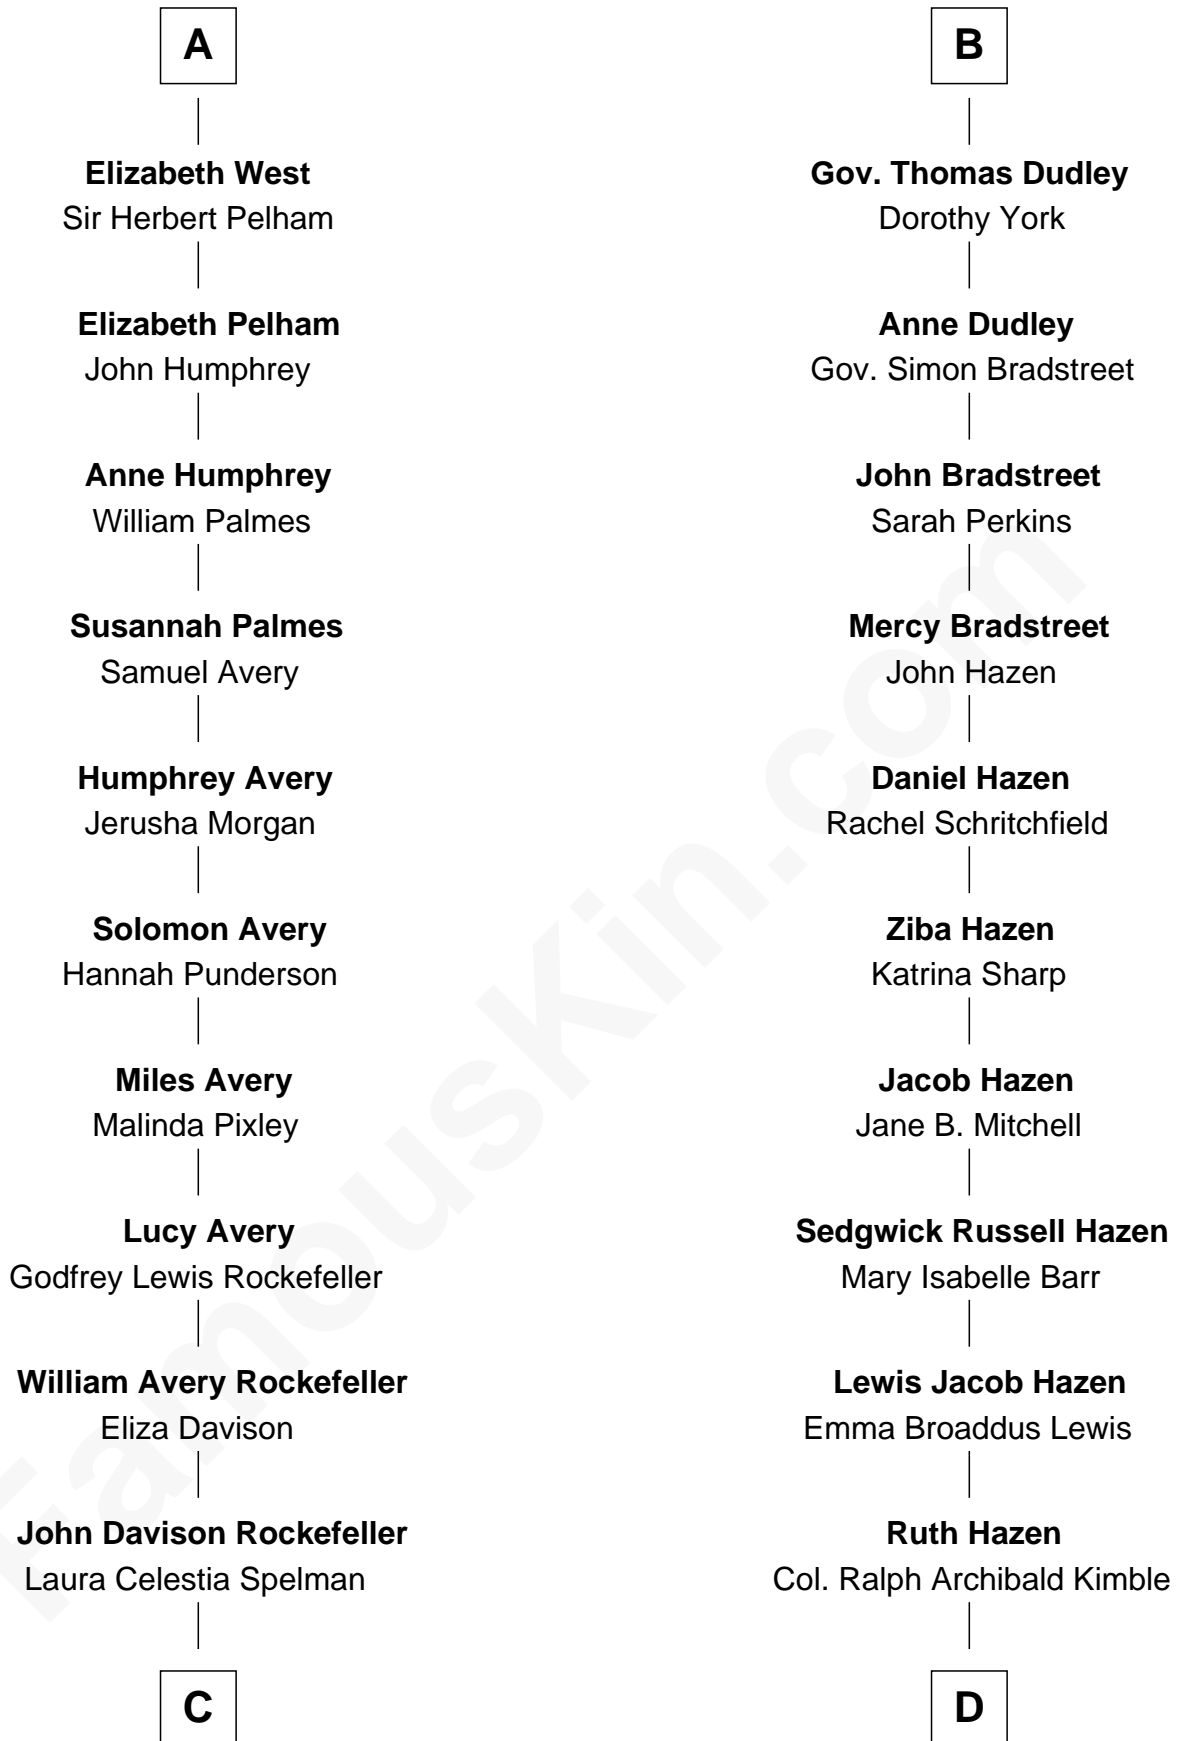 A
Elizabeth West
Sir Herbert Pelham
Elizabeth Pelham
John Humphrey
Anne Humphrey
William Palmes
Susannah Palmes
Samuel Avery
Humphrey Avery
Jerusha Morgan
Solomon Avery
Hannah Punderson
Miles Avery
Malinda Pixley
Lucy Avery
Godfrey Lewis Rockefeller
William Avery Rockefeller
Eliza Davison
John Davison Rockefeller
Laura Celestia Spelman
C
B
Gov. Thomas Dudley
Dorothy York
Anne Dudley
Gov. Simon Bradstreet
John Bradstreet
Sarah Perkins
Mercy Bradstreet
John Hazen
Daniel Hazen
Rachel Schritchfield
Ziba Hazen
Katrina Sharp
Jacob Hazen
Jane B. Mitchell
Sedgwick Russell Hazen
Mary Isabelle Barr
Lewis Jacob Hazen
Emma Broaddus Lewis
Ruth Hazen
Col. Ralph Archibald Kimble
D
FamousKin.com